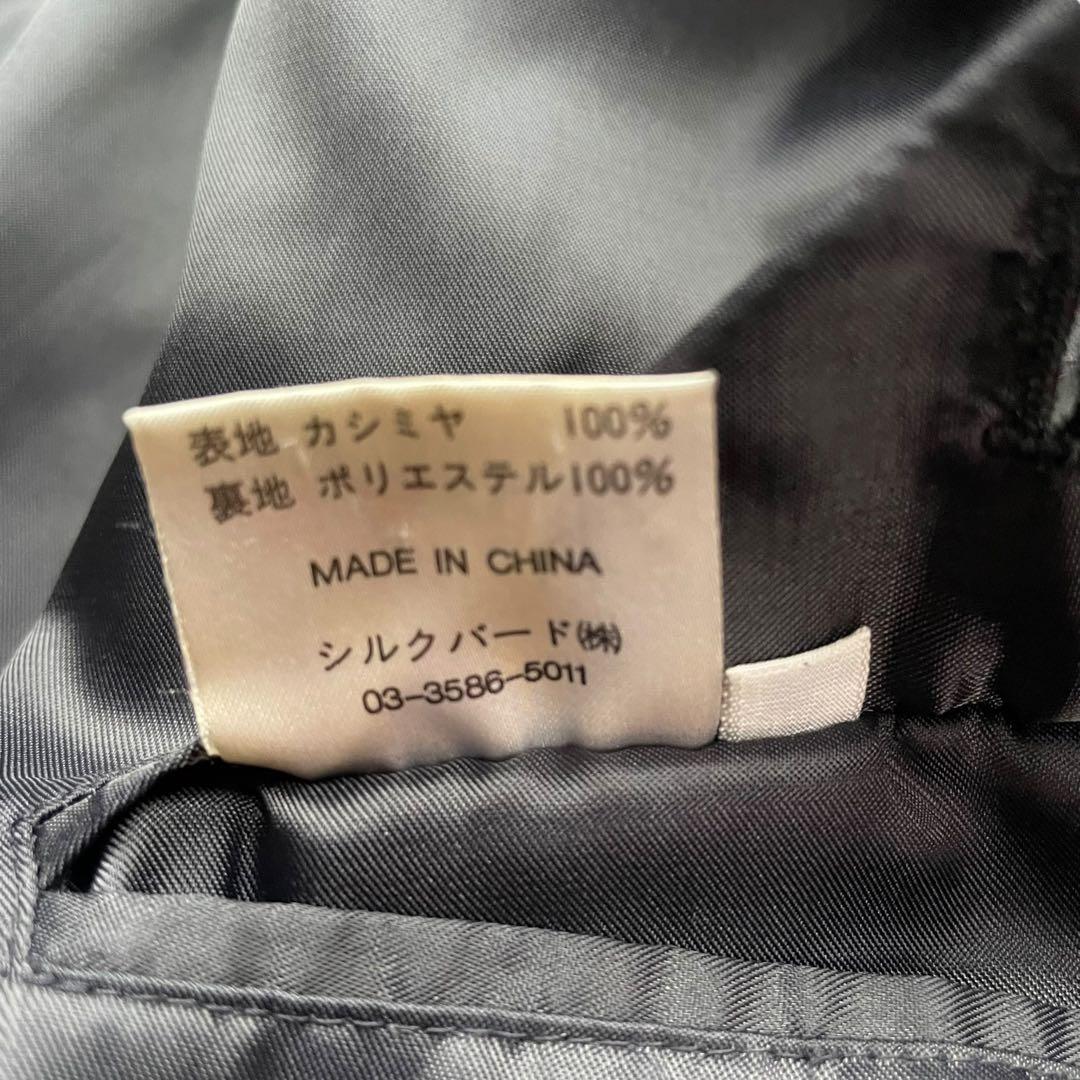 表地 カシミヤ 100%
裏地 ポリエステル100%
MADE IN CHINA
シルクバード㈱
03-3586-5011